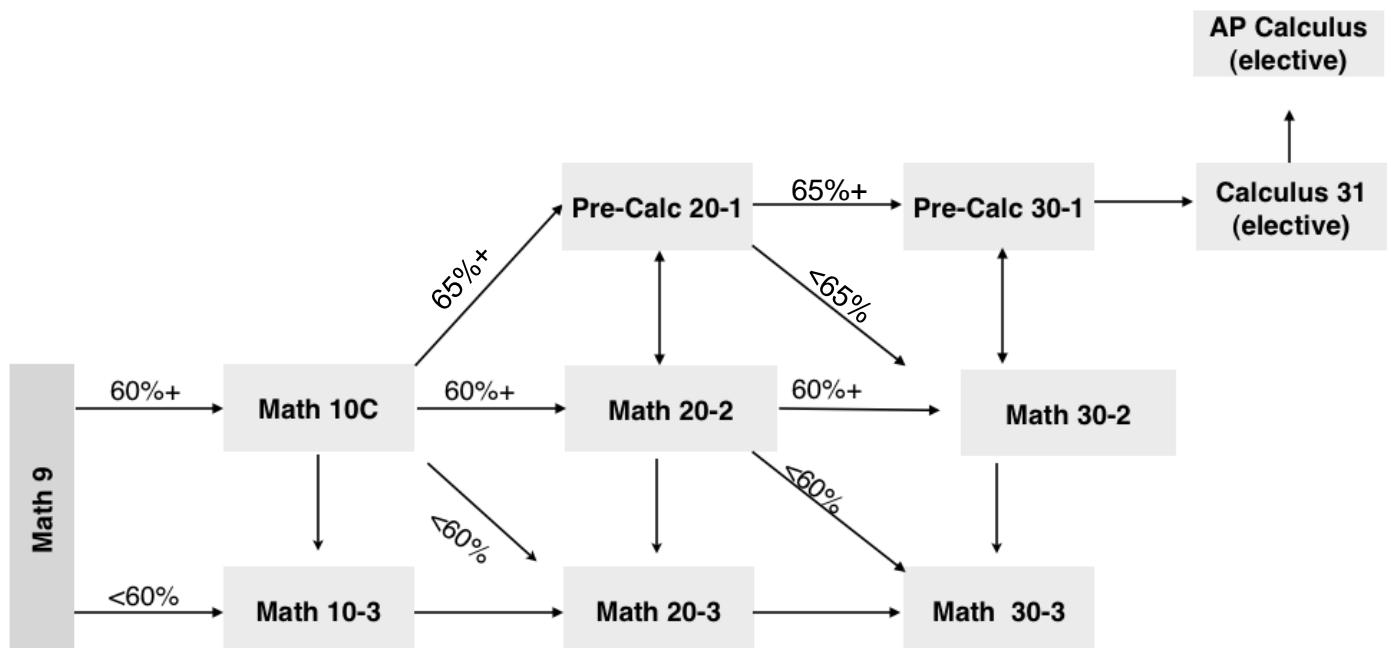 AP Calculus
(elective)
65%+
Pre-Calc 20-1
65%+
Pre-Calc 30-1
Calculus 31
(elective)
<65%
Math 9
60%+
Math 10C
60%+
Math 20-2
60%+
Math 30-2
<60%
<60%
<60%
Math 10-3
Math 20-3
Math 30-3